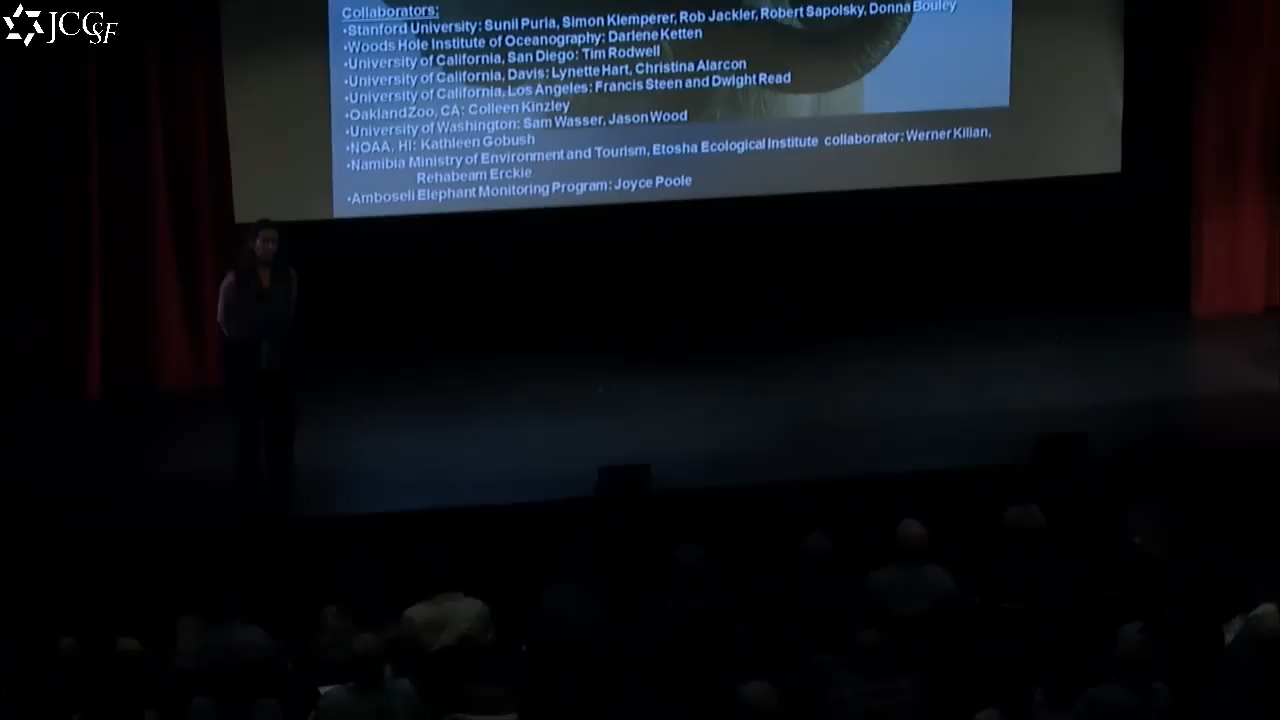 JCCSF
Collaborators:
•Stanford University: Sunil Puria, Simon Klemperer, Rob Jackler, Robert Sapolsky, Donna Bouley
•Woods Hole Institute of Oceanography: Darlene Ketten
•University of California, San Diego: Tim Rodwell
•University of California, Davis: Lynette Hart, Christina Alarcon
•University of California, Los Angeles: Francis Steen and Dwight Read
•Oakland Zoo, CA: Colleen Kinzley
•University of Washington: Sam Wasser, Jason Wood
•NOAA, HI: Kathleen Gobush
•Namibia Ministry of Environment and Tourism, Etosha Ecological Institute collaborator: Werner Kilian,
Rehabeam Erckie
•Amboseli Elephant Monitoring Program: Joyce Poole